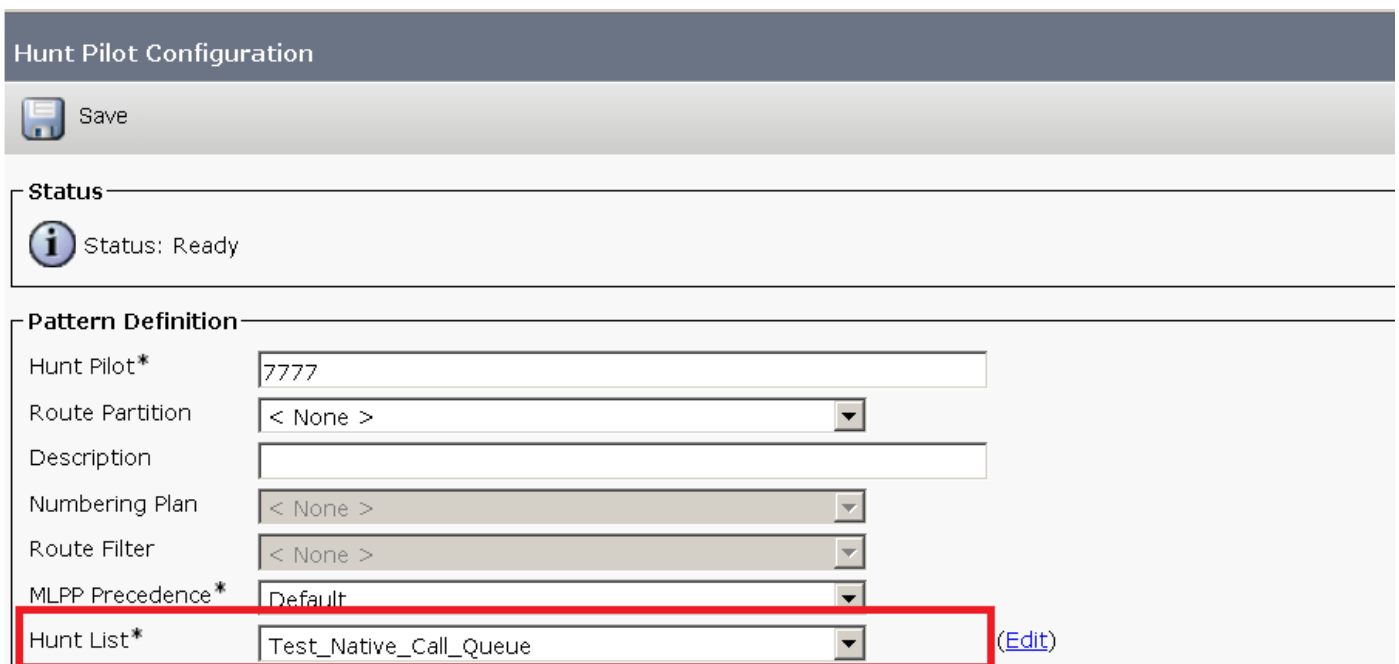 Hunt Pilot Configuration
Save
Status
Status: Ready
Pattern Definition
Hunt Pilot* 7777
Route Partition < None >
Description
Numbering Plan < None >
Route Filter < None >
MLPP Precedence* Default
Hunt List* Test_Native_Call_Queue (Edit)